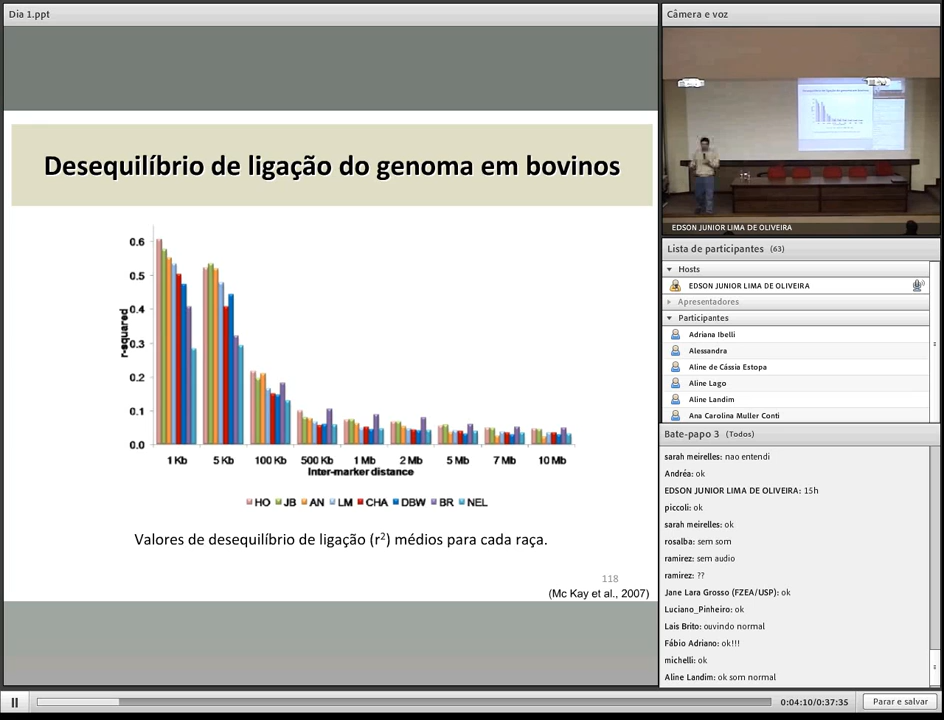 Dia 1.ppt
Desequilíbrio de ligação do genoma em bovinos
r-squared
0.6
0.5
0.4
0.3
0.2
0.1
0.0
1 Kb 5 Kb 100 Kb 500 Kb 1 Mb 2 Mb 5 Mb 7 Mb 10 Mb
Inter-marker distance
HO JB AN LM CHA DBW BR NEL
Valores de desequilíbrio de ligação (r²) médios para cada raça.
118
(Mc Kay et al., 2007)
Câmera e voz
EDSON JUNIOR LIMA DE OLIVEIRA
Lista de participantes (63)
Hosts
EDSON JUNIOR LIMA DE OLIVEIRA
Apresentadores
Participantes
Adriana Ibelli
Alessandra
Aline de Cássia Estopa
Aline Lago
Aline Landim
Ana Carolina Muller Conti
Bate-papo 3 (Todos)
sarah meirelles: nao entendi
Andréa: ok
EDSON JUNIOR LIMA DE OLIVEIRA: 15h
piccoli: ok
sarah meirelles: ok
rosalba: sem som
ramirez: sem audio
ramirez: ??
Jane Lara Grosso (FZEA/USP): ok
Luciano_Pinheiro: ok
Lais Brito: ouvindo normal
Fábio Adriano: ok!!!
michelli: ok
Aline Landim: ok som normal
0:04:10/0:37:35
Parar e salvar